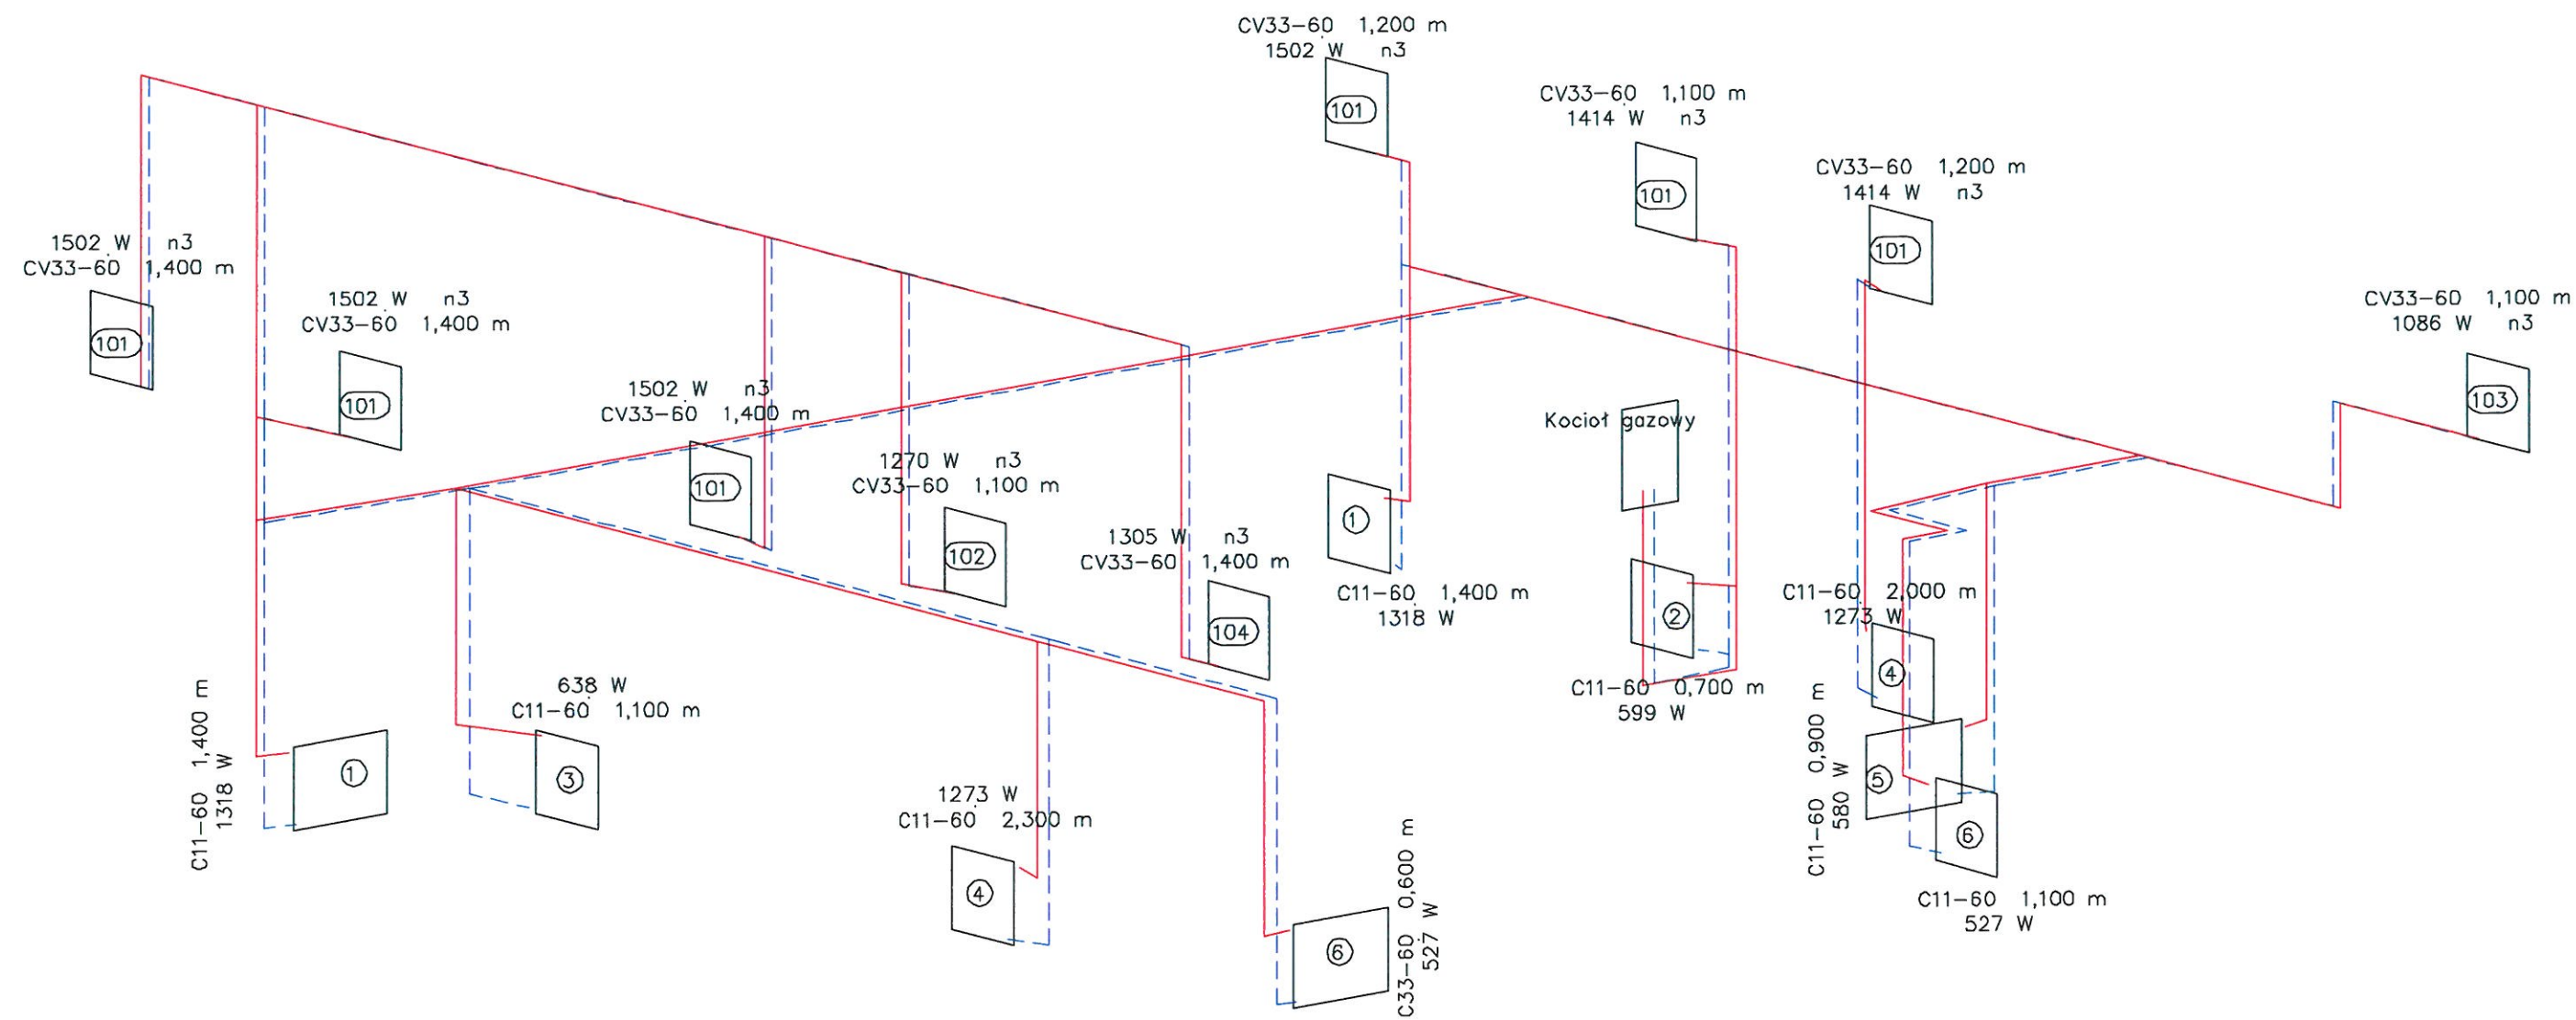 CV33-60 1,200 m
1502 W n3
101
CV33-60 1,100 m
1414 W n3
101
CV33-60 1,200 m
1414 W n3
101
1502 W n3
CV33-60 1,400 m
101
1502 W n3
CV33-60 1,400 m
101
CV33-60 1,100 m
1086 W n3
103
1502 W n3
CV33-60 1,400 m
101
Kocioł gazowy
1270 W n3
CV33-60 1,100 m
102
1305 W n3
CV33-60 1,400 m
104
1
C11-60 1,400 m
1318 W
2
C11-60 0,700 m
599 W
C11-60 2,000 m
1273 W
4
C11-60 1,400 m
1318 W
1
638 W
C11-60 1,100 m
3
C11-60 0,900 m
580 W
5
6
C11-60 1,100 m
527 W
1273 W
C11-60 2,300 m
4
6
C33-60 0,600 m
527 W